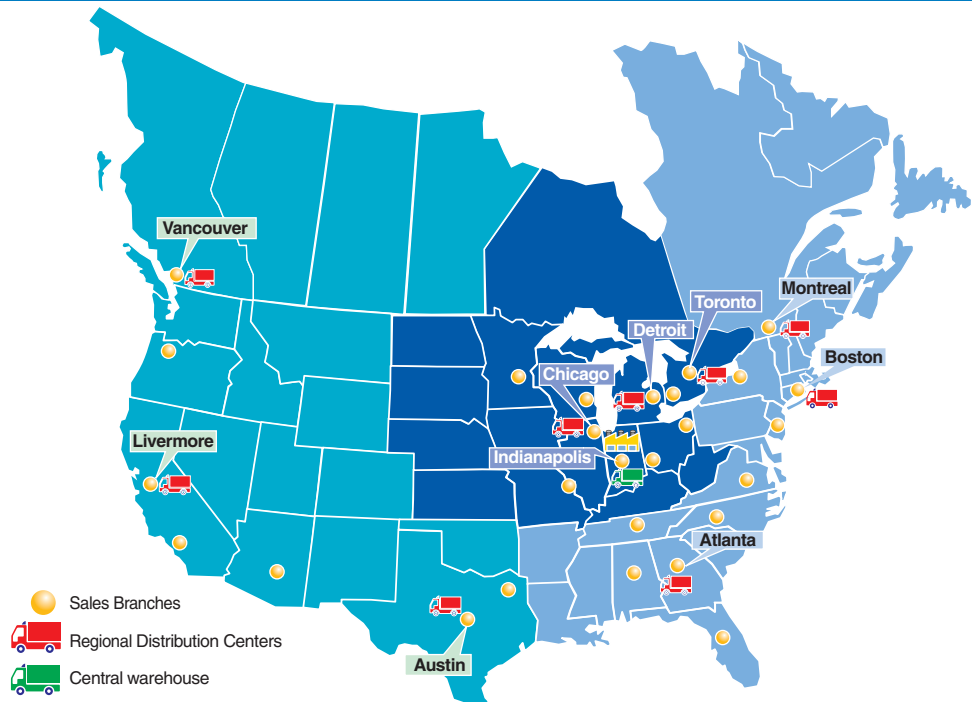 Vancouver
Montreal
Toronto
Detroit
Boston
Chicago
Livermore
Indianapolis
Atlanta
Austin
Sales Branches
Regional Distribution Centers
Central warehouse